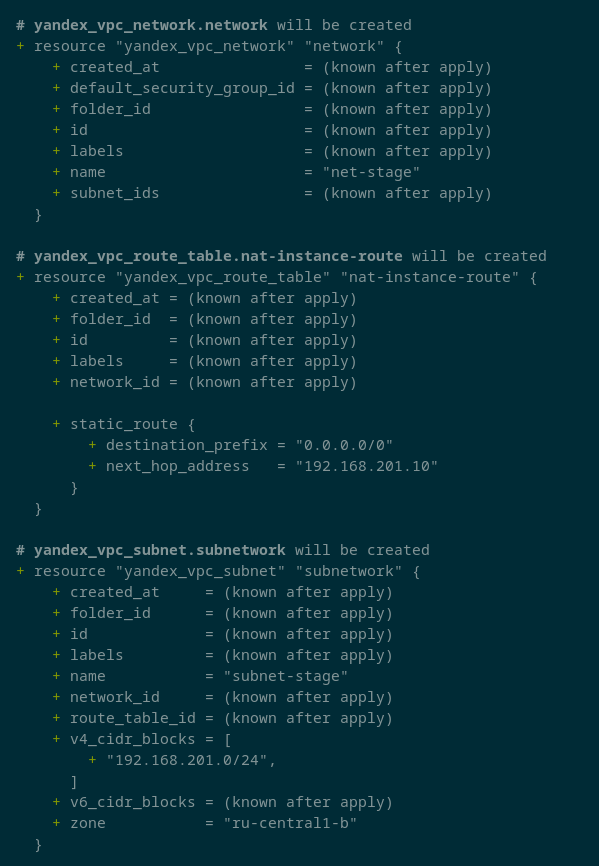 # yandex_vpc_network.network will be created
+ resource "yandex_vpc_network" "network" {
    + created_at                = (known after apply)
    + default_security_group_id = (known after apply)
    + folder_id                 = (known after apply)
    + id                        = (known after apply)
    + labels                    = (known after apply)
    + name                      = "net-stage"
    + subnet_ids                = (known after apply)
  }
# yandex_vpc_route_table.nat-instance-route will be created
+ resource "yandex_vpc_route_table" "nat-instance-route" {
    + created_at = (known after apply)
    + folder_id  = (known after apply)
    + id         = (known after apply)
    + labels     = (known after apply)
    + network_id = (known after apply)
    + static_route {
        + destination_prefix = "0.0.0.0/0"
        + next_hop_address   = "192.168.201.10"
      }
  }
# yandex_vpc_subnet.subnetwork will be created
+ resource "yandex_vpc_subnet" "subnetwork" {
    + created_at     = (known after apply)
    + folder_id      = (known after apply)
    + id             = (known after apply)
    + labels         = (known after apply)
    + name           = "subnet-stage"
    + network_id     = (known after apply)
    + route_table_id = (known after apply)
    + v4_cidr_blocks = [
        + "192.168.201.0/24",
      ]
    + v6_cidr_blocks = (known after apply)
    + zone           = "ru-central1-b"
  }